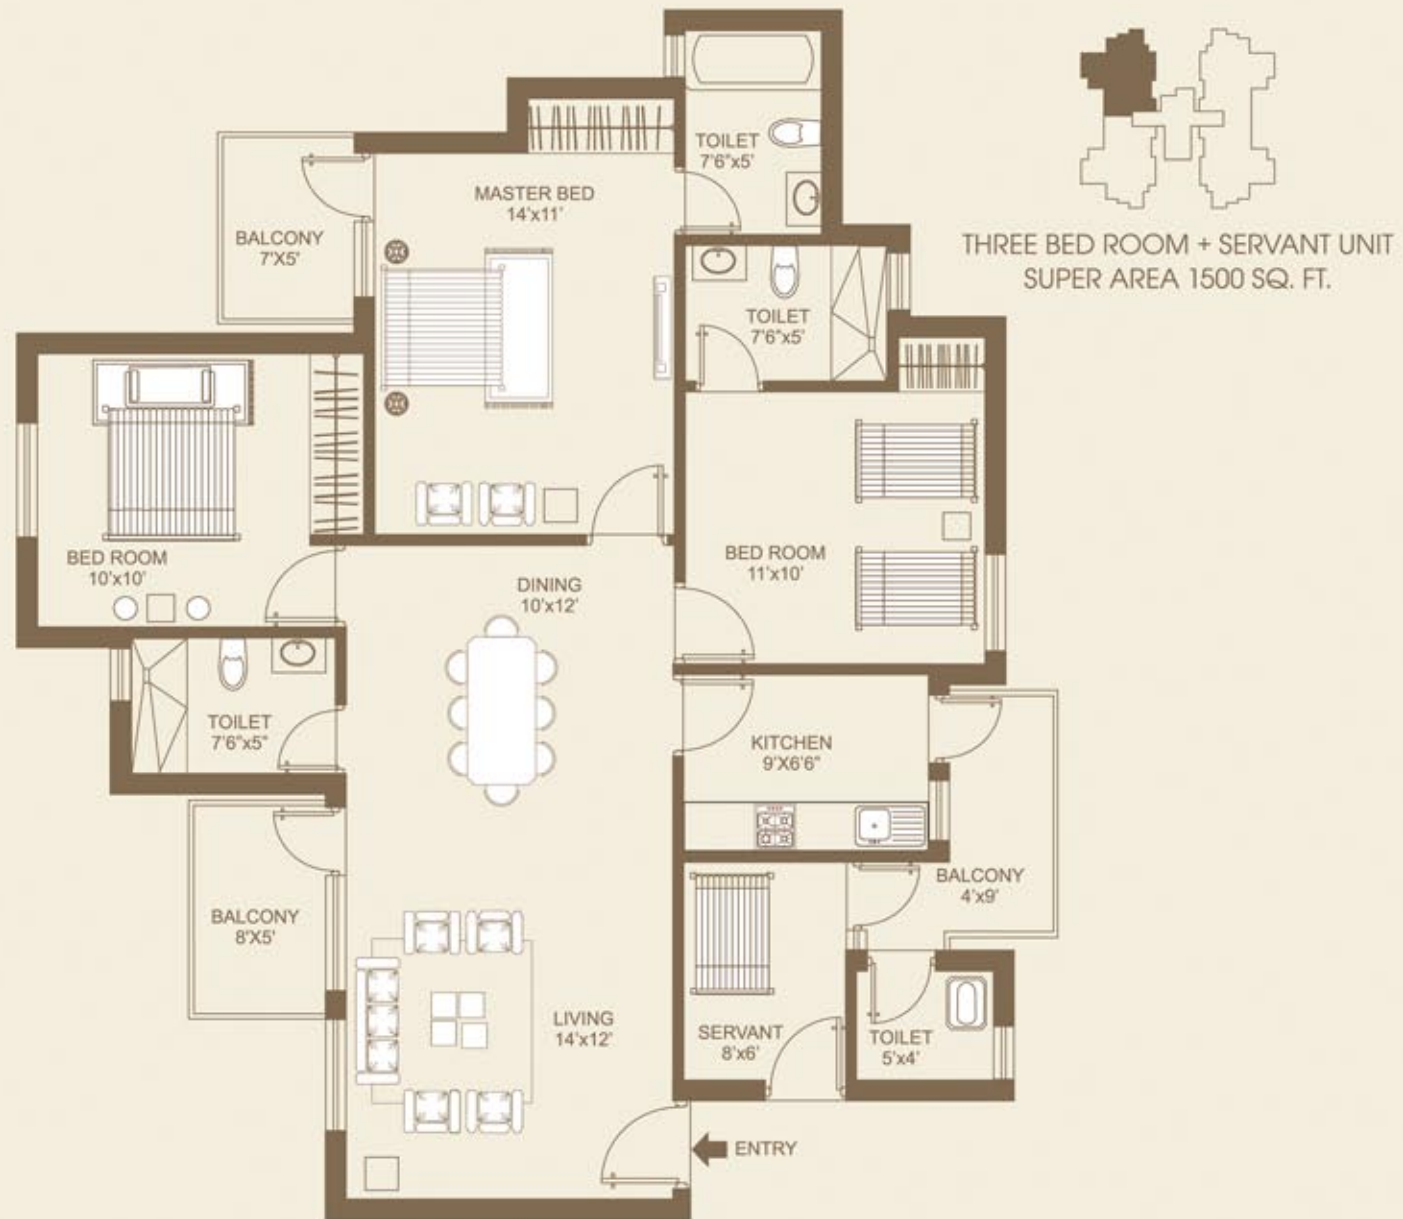 TOILET
7'6"x5'
MASTER BED
14'x11'
BALCONY
7'X5'
THREE BED ROOM + SERVANT UNIT
SUPER AREA 1500 SQ. FT.
TOILET
7'6"x5'
BED ROOM
10'x10'
BED ROOM
11'x10'
DINING
10'x12'
TOILET
7'6"x5"
KITCHEN
9'X6'6"
BALCONY
4'x9'
BALCONY
8'X5'
LIVING
14'x12'
SERVANT
8'x6'
TOILET
5'x4'
ENTRY